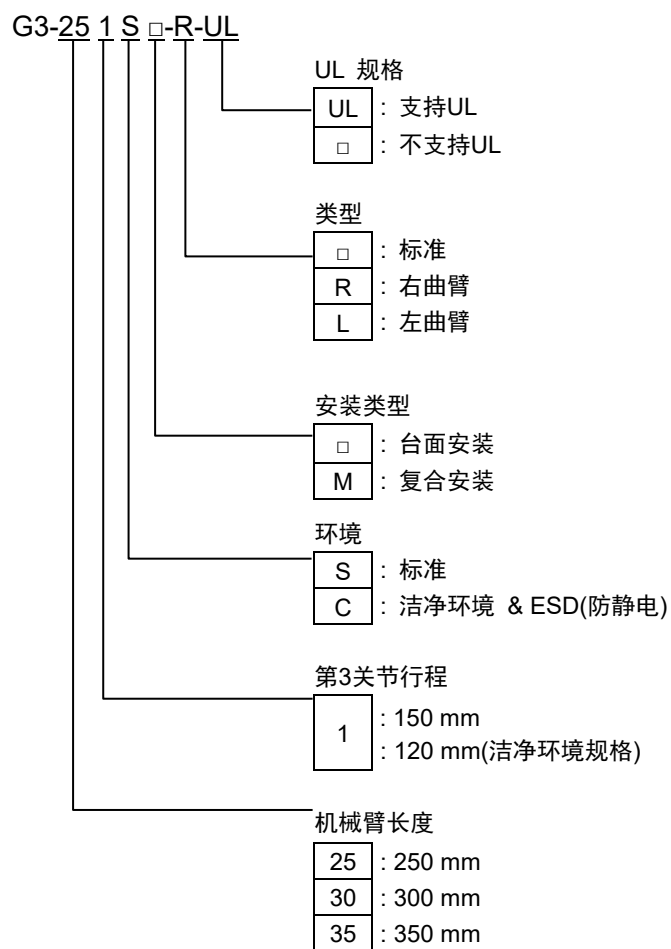 G3-25 1 S □-R-UL
UL 规格
UL : 支持UL
□ : 不支持UL
类型
□ : 标准
R : 右曲臂
L : 左曲臂
安装类型
□ : 台面安装
M : 复合安装
环境
S : 标准
C : 洁净环境 & ESD(防静电)
第3关节行程
1 : 150 mm
: 120 mm(洁净环境规格)
机械臂长度
25 : 250 mm
30 : 300 mm
35 : 350 mm